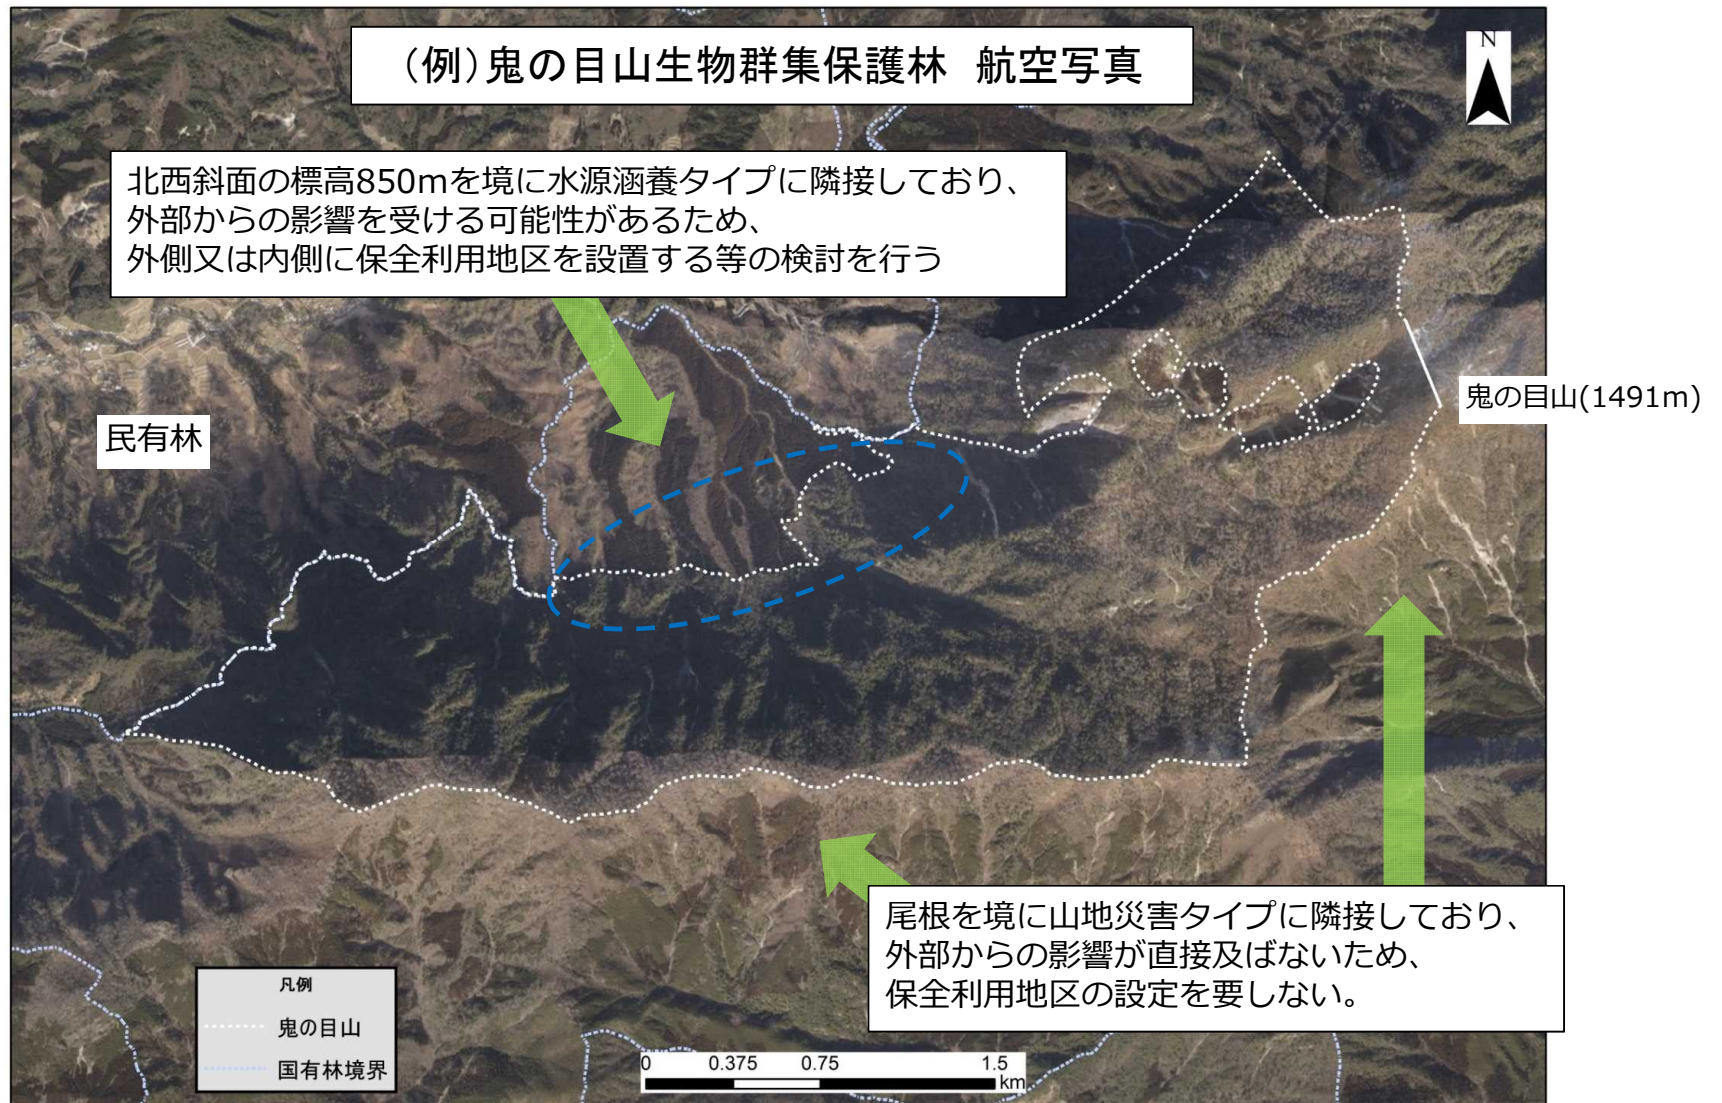 （例）鬼の目山生物群集保護林 航空写真
N
北西斜面の標高850mを境に水源涵養タイプに隣接しており、
外部からの影響を受ける可能性があるため、
外側又は内側に保全利用地区を設置する等の検討を行う
鬼の目山(1491m)
民有林
尾根を境に山地災害タイプに隣接しており、
外部からの影響が直接及ばないため、
保全利用地区の設定を要しない。
凡例
鬼の目山
国有林境界
0 0.375 0.75 1.5
km